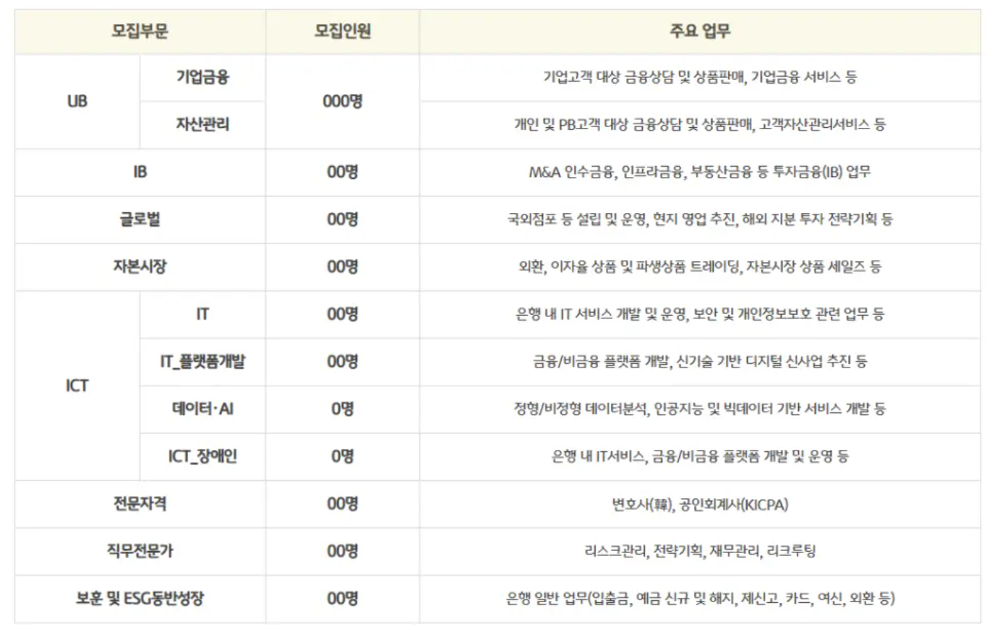 모집부문 모집인원 주요 업무
UB 기업금융 000명 기업고객 대상 금융상담 및 상품판매, 기업금융 서비스 등
자산관리 개인 및 PB고객 대상 금융상담 및 상품판매, 고객자산관리서비스 등
IB 00명 M&A 인수금융, 인프라금융, 부동산금융 등 투자금융(IB) 업무
글로벌 00명 국외점포 등 설립 및 운영, 현지 영업 추진, 해외 지분 투자 전략기획 등
자본시장 00명 외환, 이자율 상품 및 파생상품 트레이딩, 자본시장 상품 세일즈 등
ICT IT 00명 은행 내 IT 서비스 개발 및 운영, 보안 및 개인정보보호 관련 업무 등
IT_플랫폼개발 00명 금융/비금융 플랫폼 개발, 신기술 기반 디지털 신사업 추진 등
데이터·AI 0명 정형/비정형 데이터분석, 인공지능 및 빅데이터 기반 서비스 개발 등
ICT_장애인 0명 은행 내 IT서비스, 금융/비금융 플랫폼 개발 및 운영 등
전문자격 00명 변호사(韓), 공인회계사(KICPA)
직무전문가 00명 리스크관리, 전략기획, 재무관리, 리크루팅
보훈 및 ESG동반성장 00명 은행 일반 업무(입출금, 예금 신규 및 해지, 제신고, 카드, 여신, 외환 등)